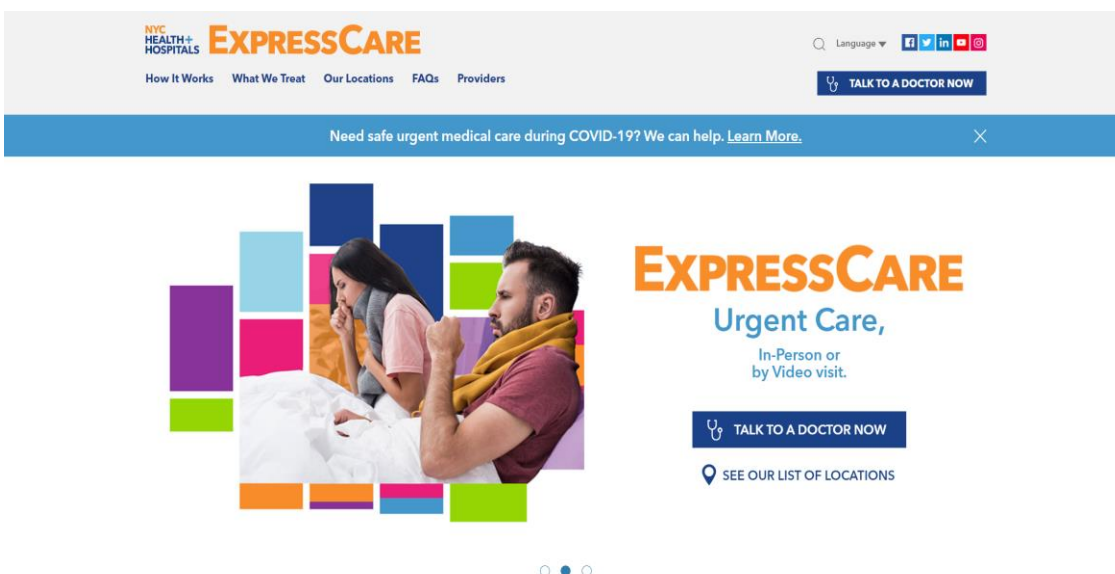 NYC
HEALTH+
HOSPITALS
EXPRESSCARE
Language
How It Works What We Treat Our Locations FAQs Providers
TALK TO A DOCTOR NOW
Need safe urgent medical care during COVID-19? We can help. Learn More.
EXPRESSCARE
Urgent Care,
In-Person or
by Video visit.
TALK TO A DOCTOR NOW
SEE OUR LIST OF LOCATIONS